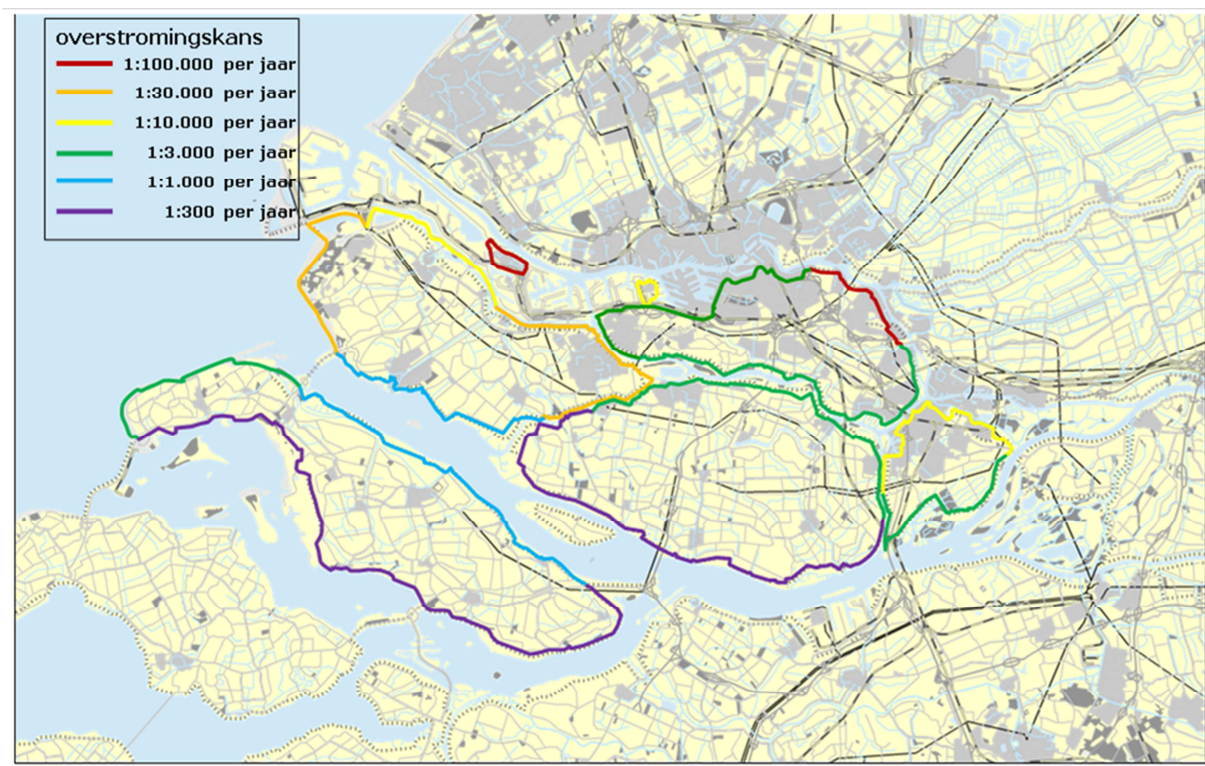 overstromingskans
1:100.000 per jaar
1:30.000 per jaar
1:10.000 per jaar
1:3.000 per jaar
1:1.000 per jaar
1:300 per jaar